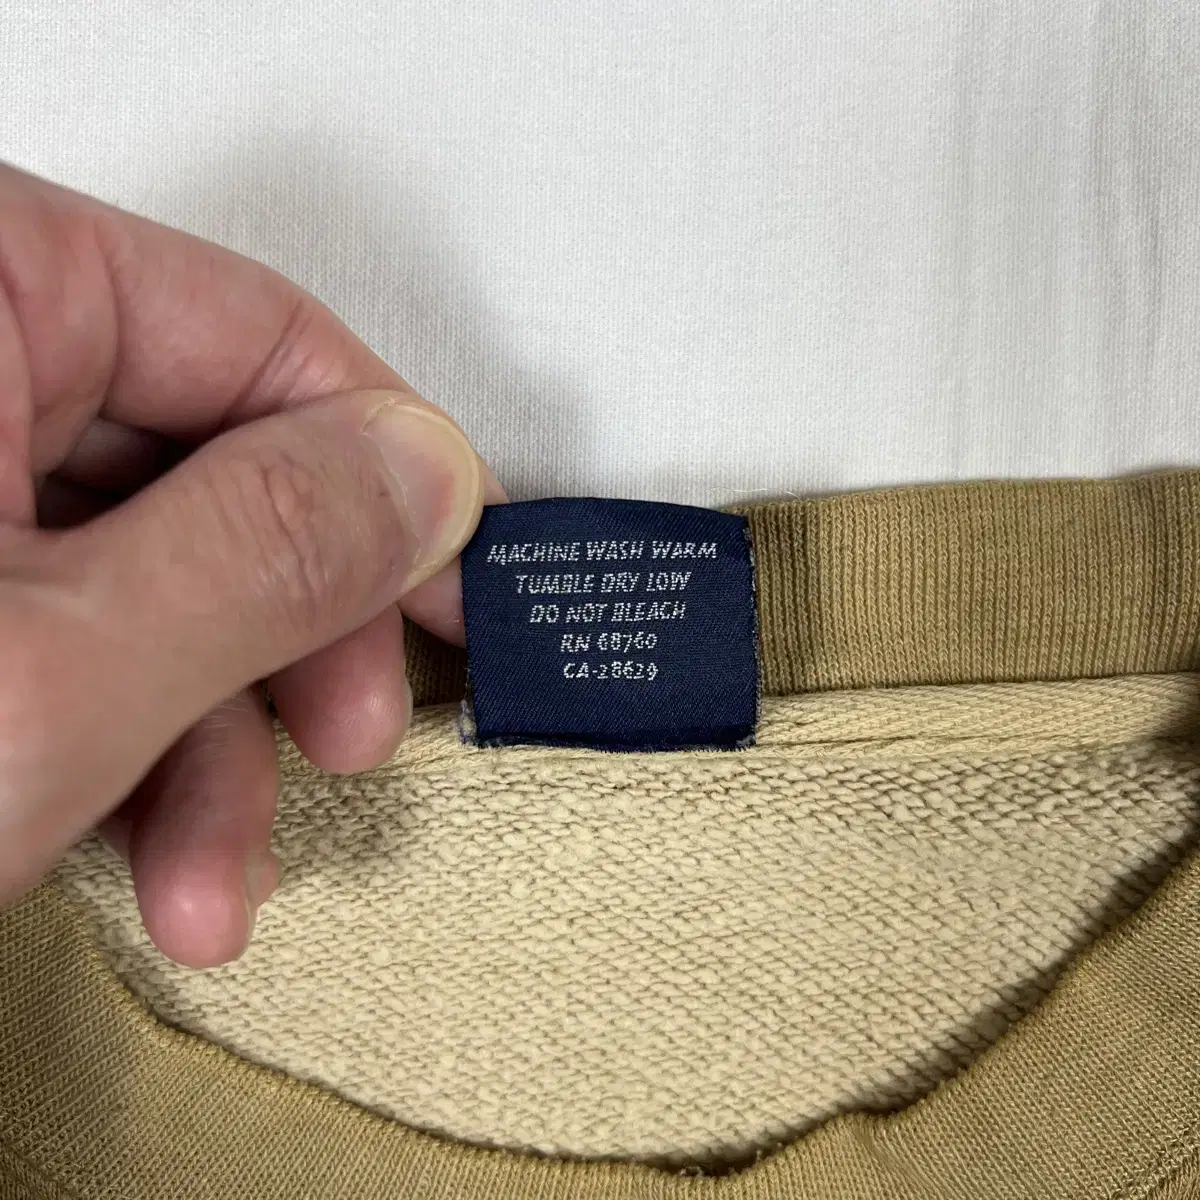 MACHINE WASH WARM
TUMBLE DRY LOW
DO NOT BLEACH
RN 68760
CA-28629